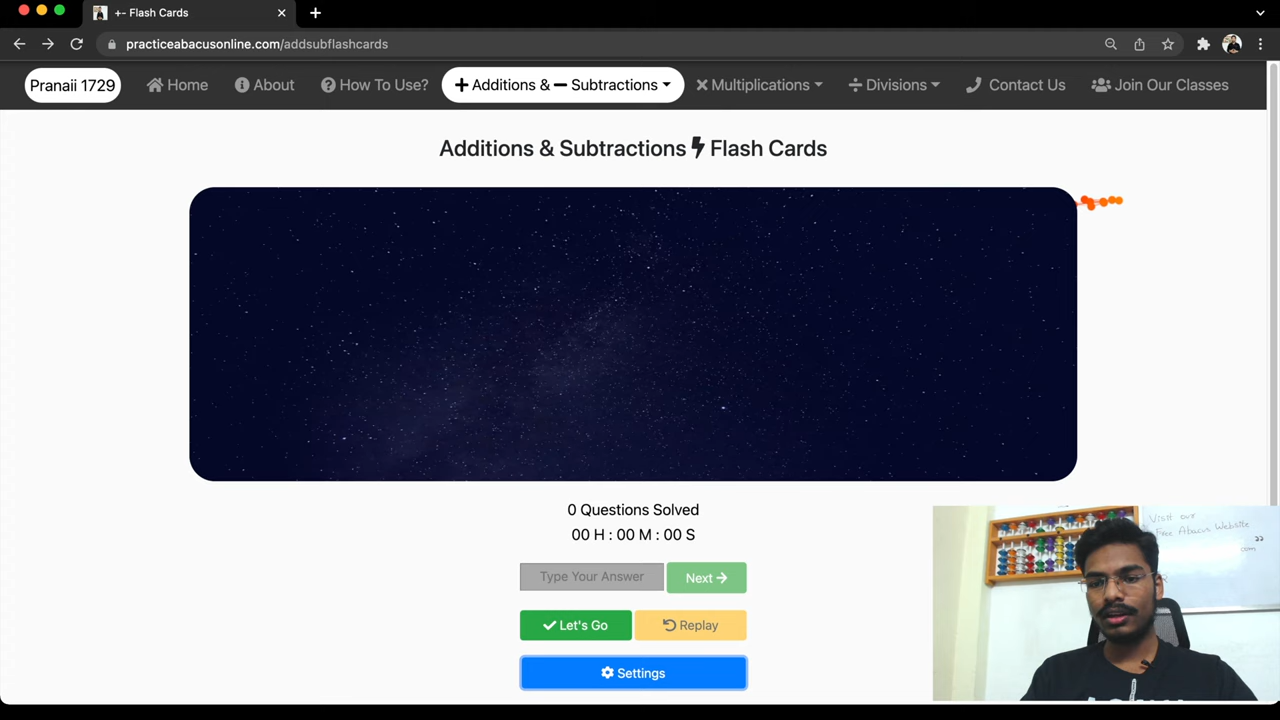 +- Flash Cards
practiceabacusonline.com/addsubflashcards
Pranaii 1729 Home About How To Use? Additions & Subtractions Multiplications Divisions Contact Us Join Our Classes
Additions & Subtractions Flash Cards
0 Questions Solved
00 H : 00 M : 00 S
Type Your Answer Next
Let's Go Replay
Settings
Visit our
Free Abacus Website
com